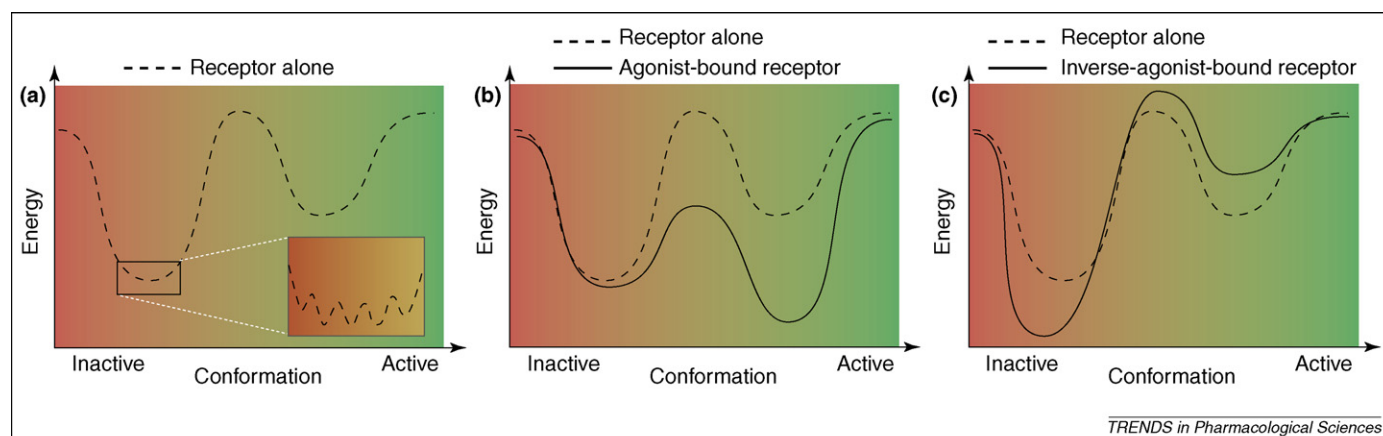 (a)
Receptor alone
Energy
Inactive
Conformation
Active
(b)
Receptor alone
Agonist-bound receptor
Energy
Inactive
Conformation
Active
(c)
Receptor alone
Inverse-agonist-bound receptor
Energy
Inactive
Conformation
Active
TRENDS in Pharmacological Sciences